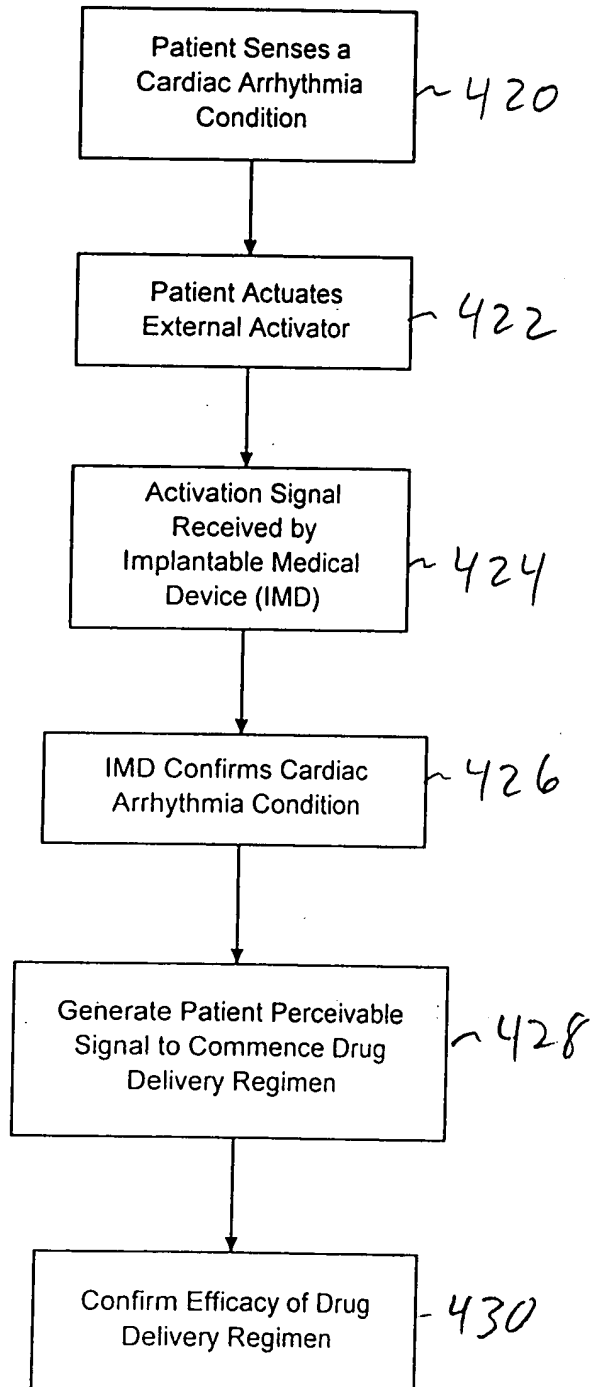 Patient Senses a
Cardiac Arrhythmia
Condition
~ 420
Patient Actuates
External Activator
~ 422
Activation Signal
Received by
Implantable Medical
Device (IMD)
~ 424
IMD Confirms Cardiac
Arrhythmia Condition
~ 426
Generate Patient Perceivable
Signal to Commence Drug
Delivery Regimen
~ 428
Confirm Efficacy of Drug
Delivery Regimen
- 430